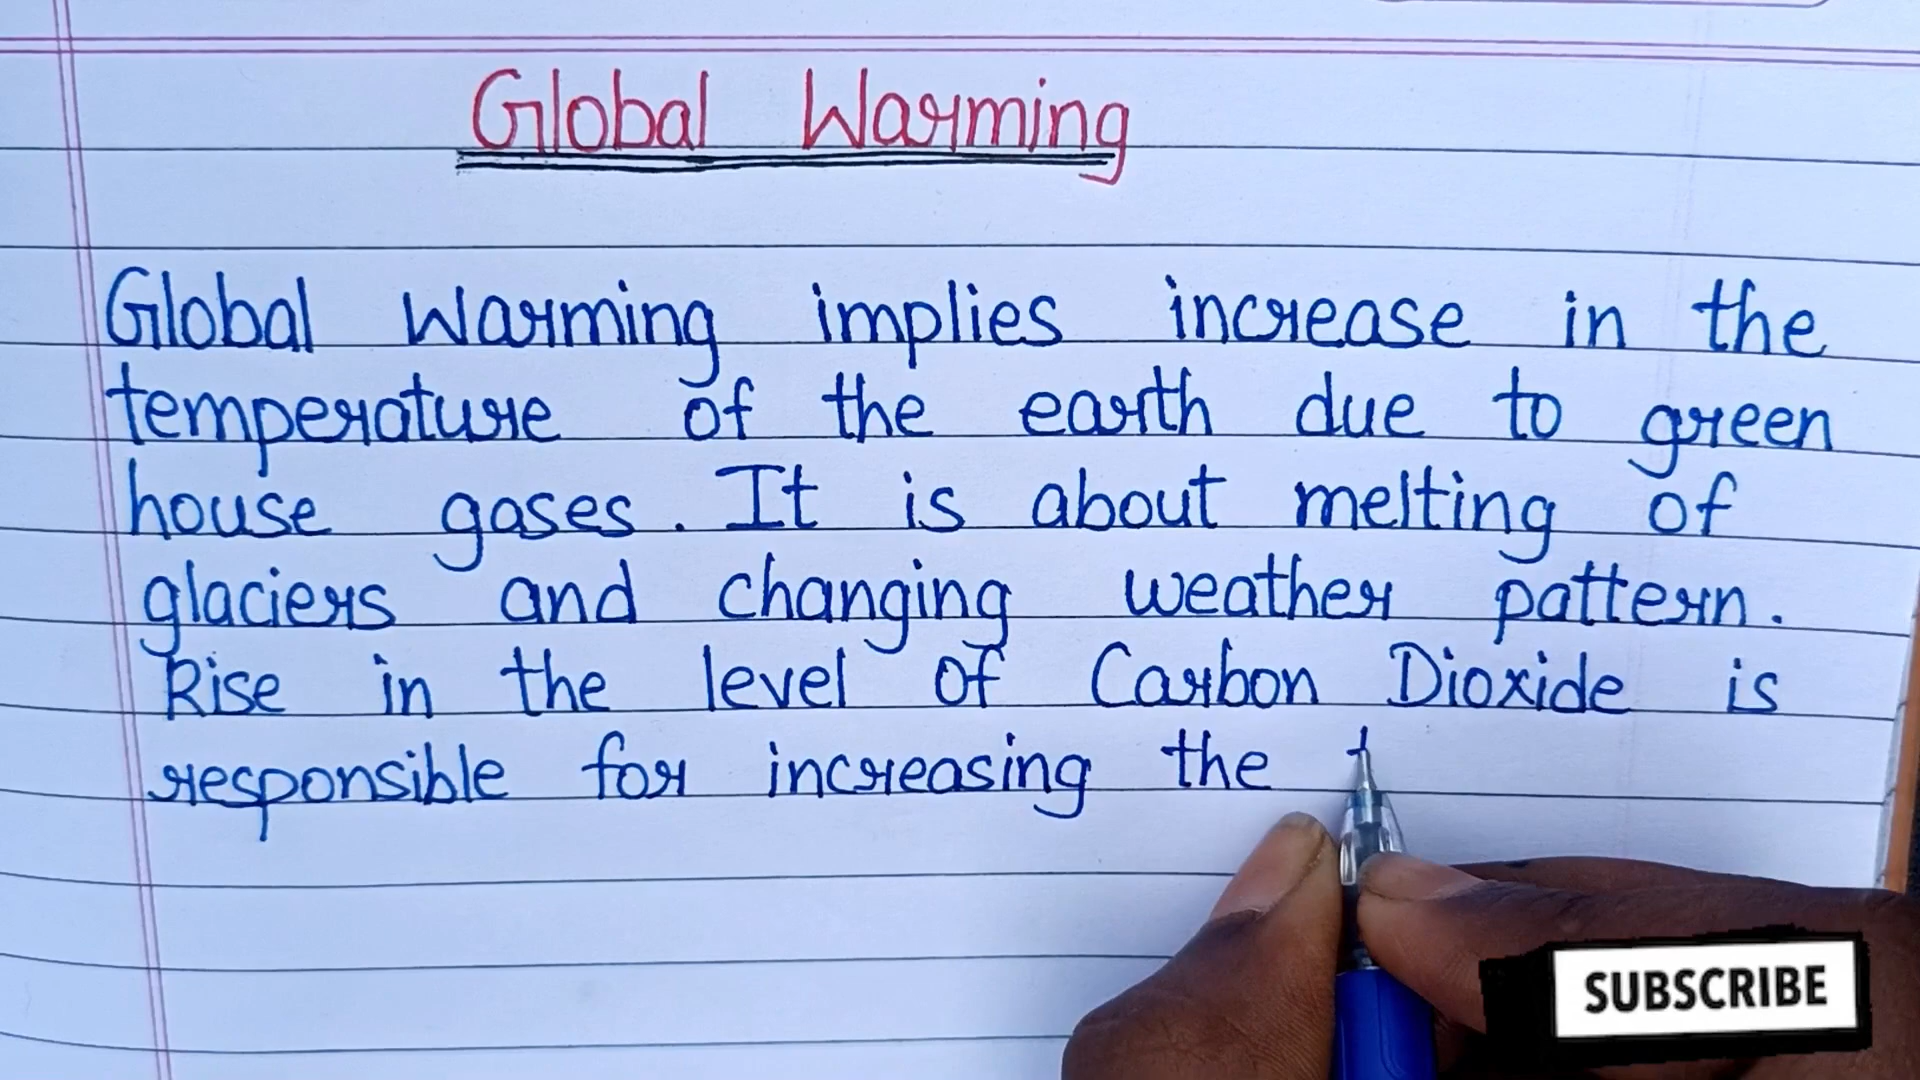 Global Warming
Global Warming implies increase in the
temperature of the earth due to green
house gases. It is about melting of
glaciers and changing weather pattern.
Rise in the level of Carbon Dioxide is
responsible for increasing the t
SUBSCRIBE